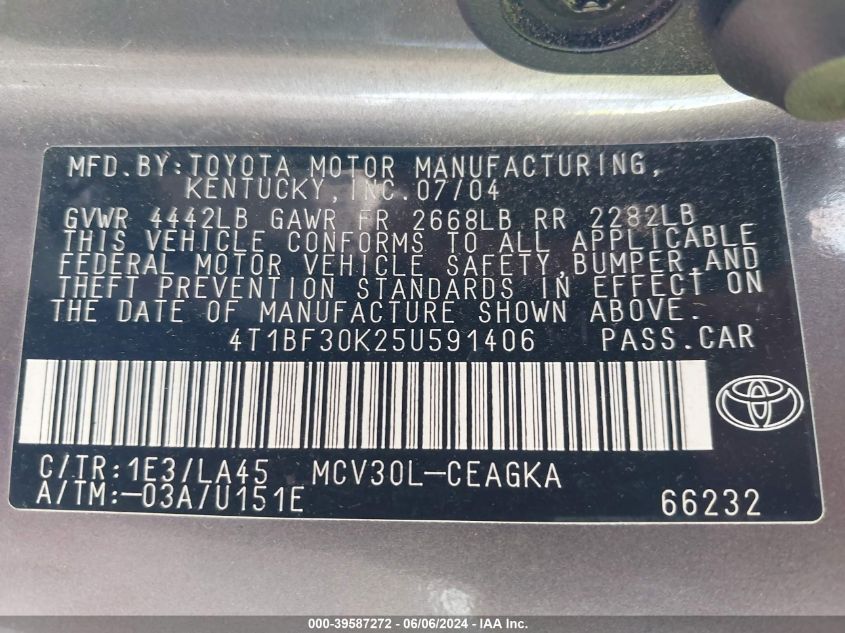 MFD.BY:TOYOTA MOTOR MANUFACTURING,
KENTUCKY,INC.07/04
GVWR 4442LB GAWR FR 2668LB RR 2282LB
THIS VEHICLE CONFORMS TO ALL APPLICABLE
FEDERAL MOTOR VEHICLE SAFETY,BUMPER,AND
THEFT PREVENTION STANDARDS IN EFFECT ON
THE DATE OF MANUFACTURE SHOWN ABOVE.
4T1BF30K25U591406 PASS.CAR
C/TR:1E3/LA45 MCV30L-CEAGKA
A/TM:-03A/U151E
66232
000-39587272 | 06/06/2024 - IAA Inc.